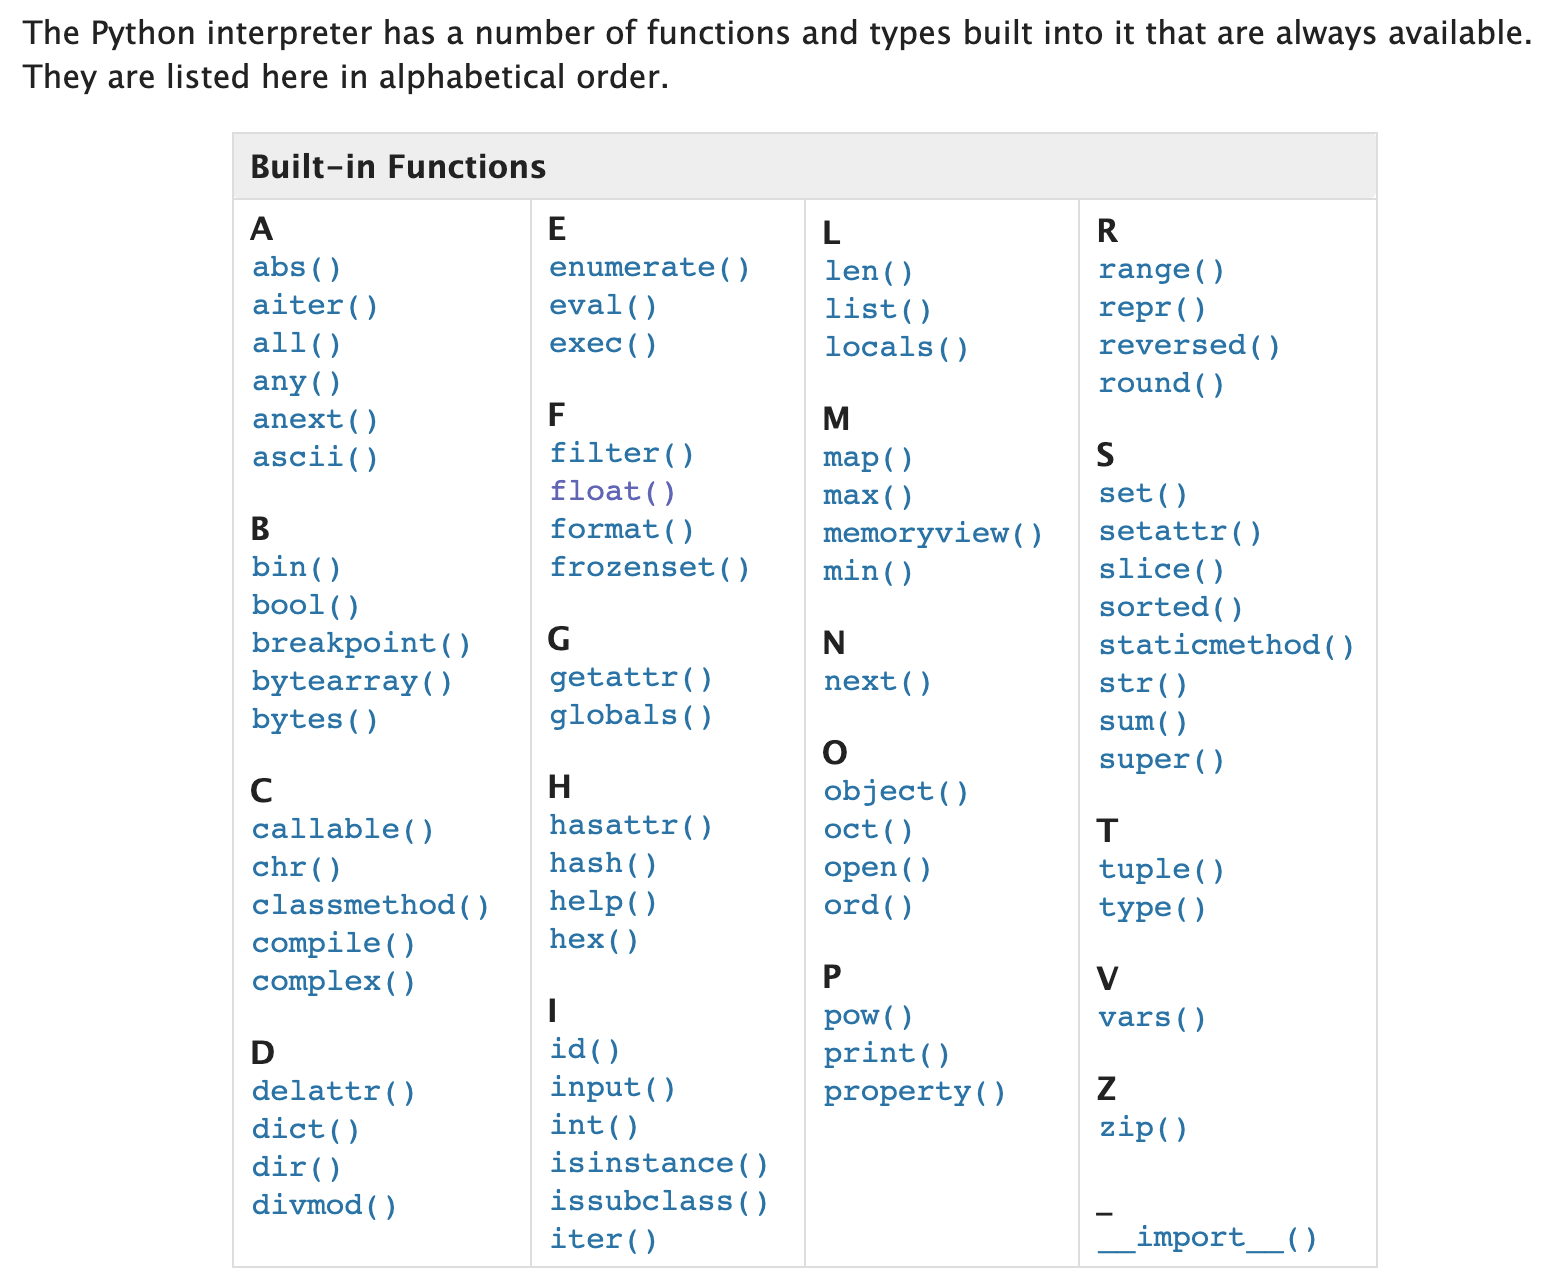 The Python interpreter has a number of functions and types built into it that are always available.
They are listed here in alphabetical order.
Built-in Functions
A
abs()
aiter()
all()
any()
anext()
ascii()
B
bin()
bool()
breakpoint()
bytearray()
bytes()
C
callable()
chr()
classmethod()
compile()
complex()
D
delattr()
dict()
dir()
divmod()
E
enumerate()
eval()
exec()
F
filter()
float()
format()
frozenset()
G
getattr()
globals()
H
hasattr()
hash()
help()
hex()
I
id()
input()
int()
isinstance()
issubclass()
iter()
L
len()
list()
locals()
M
map()
max()
memoryview()
min()
N
next()
O
object()
oct()
open()
ord()
P
pow()
print()
property()
R
range()
repr()
reversed()
round()
S
set()
setattr()
slice()
sorted()
staticmethod()
str()
sum()
super()
T
tuple()
type()
V
vars()
Z
zip()
_
__import__()